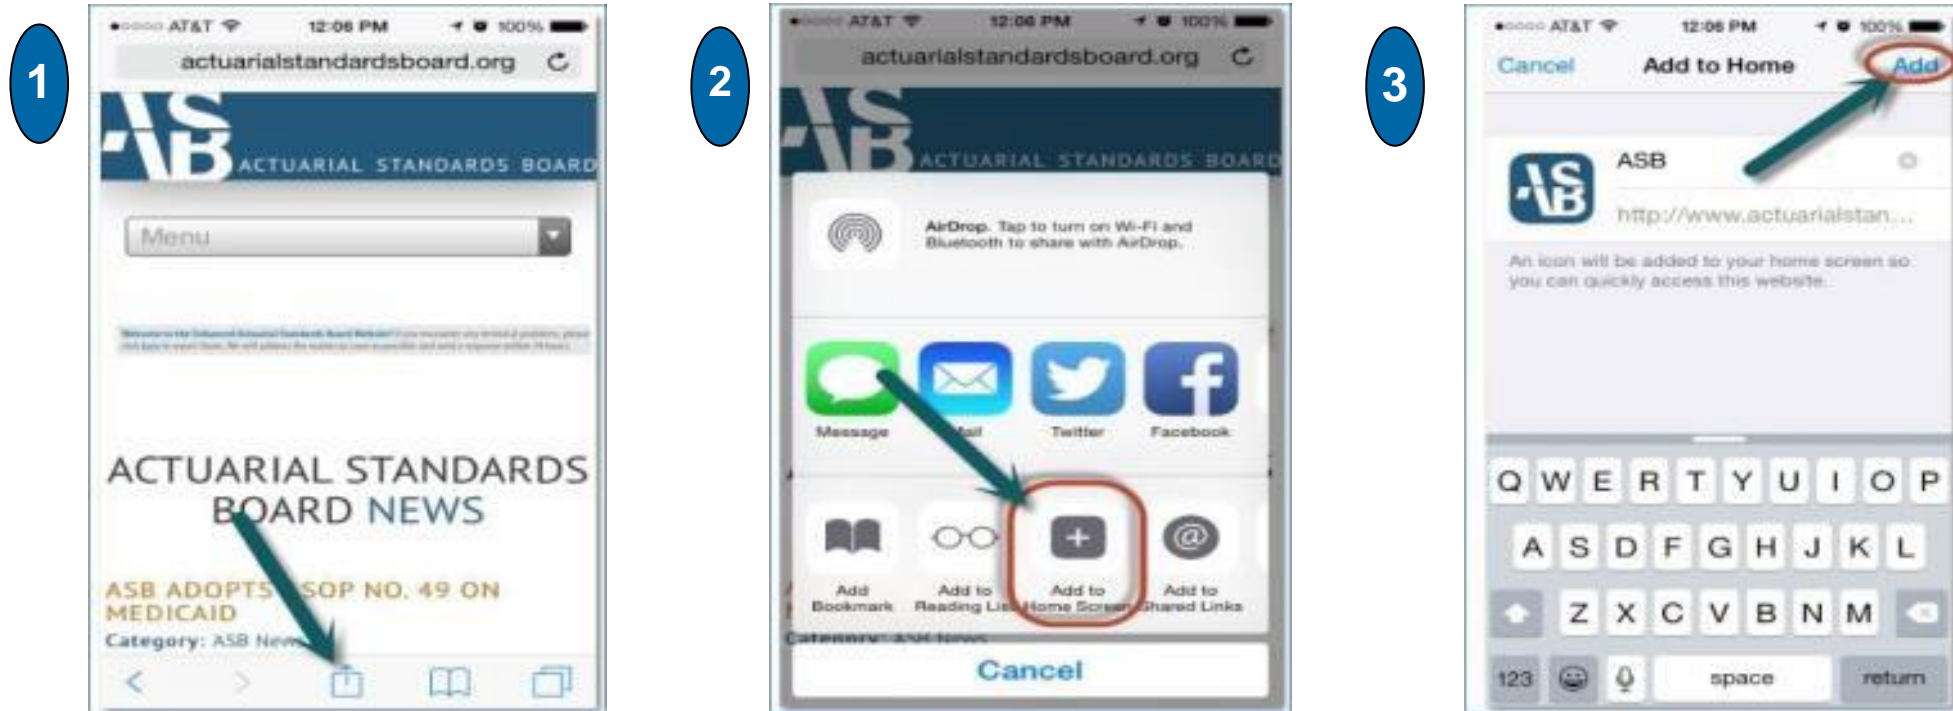 1
AT&T 12:06 PM 100%
actuarialstandardsboard.org
ASB ACTUARIAL STANDARDS BOARD
Menu
ACTUARIAL STANDARDS
BOARD NEWS
ASB ADOPTS SOP NO. 49 ON
MEDICAID
Category: ASB News
2
AT&T 12:06 PM 100%
actuarialstandardsboard.org
ASB ACTUARIAL STANDARDS BOARD
AirDrop. Tap to turn on Wi-Fi and
Bluetooth to share with AirDrop.
Message Mail Twitter Facebook
Add Add to Add to Add to
Bookmark Reading List Home Screen Shared Links
Category: ASB News
Cancel
3
AT&T 12:06 PM 100%
Cancel Add to Home Add
ASB
ASB
http://www.actuarialstan...
An icon will be added to your home screen so
you can quickly access this website.
Q W E R T Y U I O P
A S D F G H J K L
Z X C V B N M
123 space return